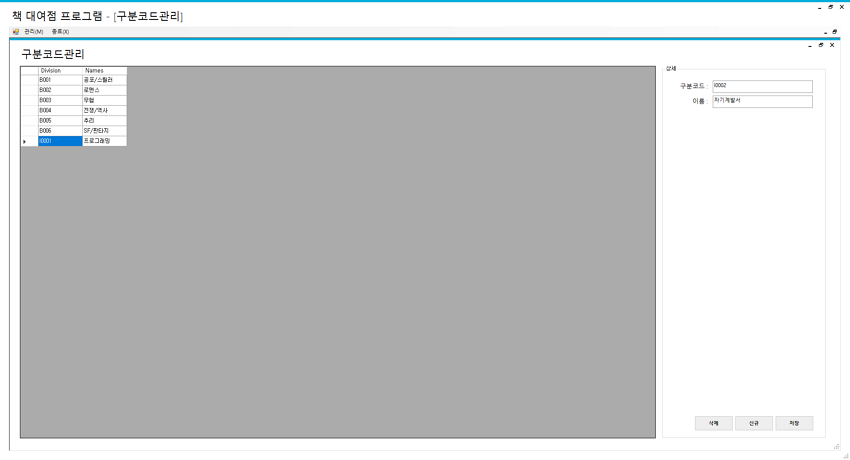 책 대여점 프로그램 - [구분코드관리]
관리(M) 종료(X)
구분코드관리
Division Names
B001 공포/스릴러
B002 로맨스
B003 무협
B004 전쟁/역사
B005 추리
B006 SF/판타지
I0001 프로그래밍
상세
구분코드 : I0002
이름 : 자기계발서
삭제 신규 저장